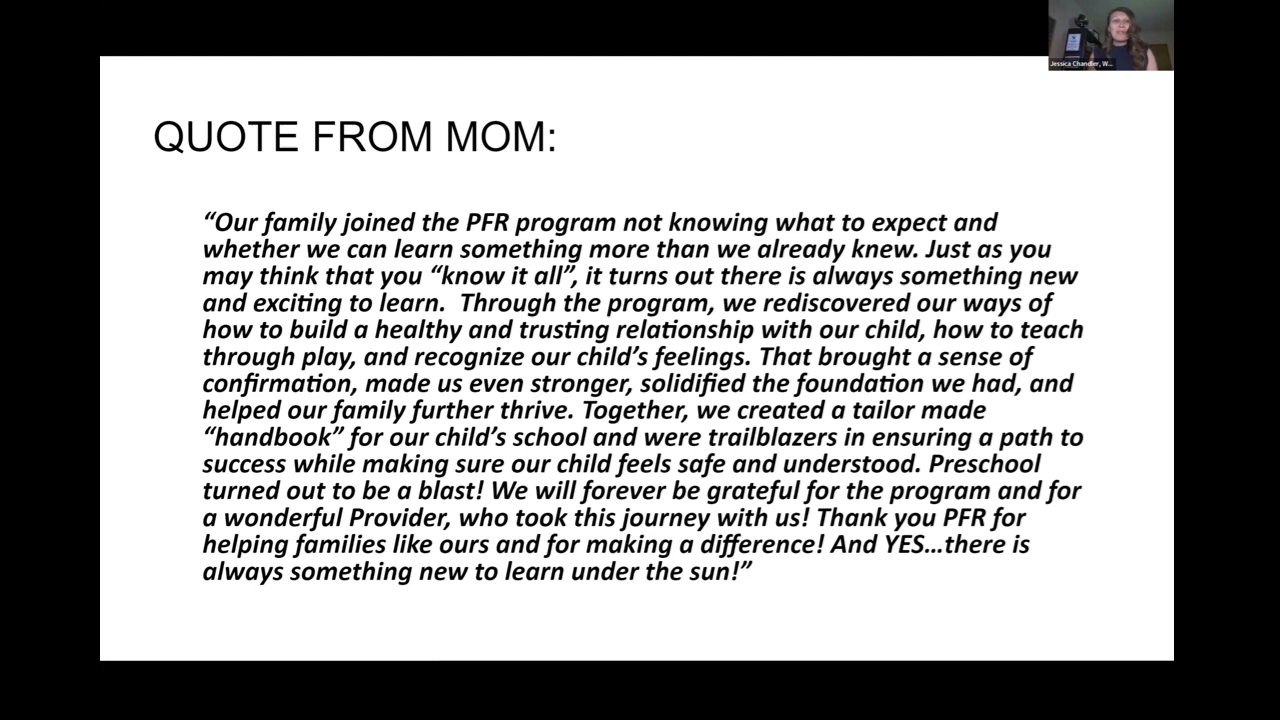 Jessica Chandler, W...
QUOTE FROM MOM:
“Our family joined the PFR program not knowing what to expect and
whether we can learn something more than we already knew. Just as you
may think that you “know it all”, it turns out there is always something new
and exciting to learn.  Through the program, we rediscovered our ways of
how to build a healthy and trusting relationship with our child, how to teach
through play, and recognize our child’s feelings. That brought a sense of
confirmation, made us even stronger, solidified the foundation we had, and
helped our family further thrive. Together, we created a tailor made
“handbook” for our child’s school and were trailblazers in ensuring a path to
success while making sure our child feels safe and understood. Preschool
turned out to be a blast! We will forever be grateful for the program and for
a wonderful Provider, who took this journey with us! Thank you PFR for
helping families like ours and for making a difference! And YES…there is
always something new to learn under the sun!”